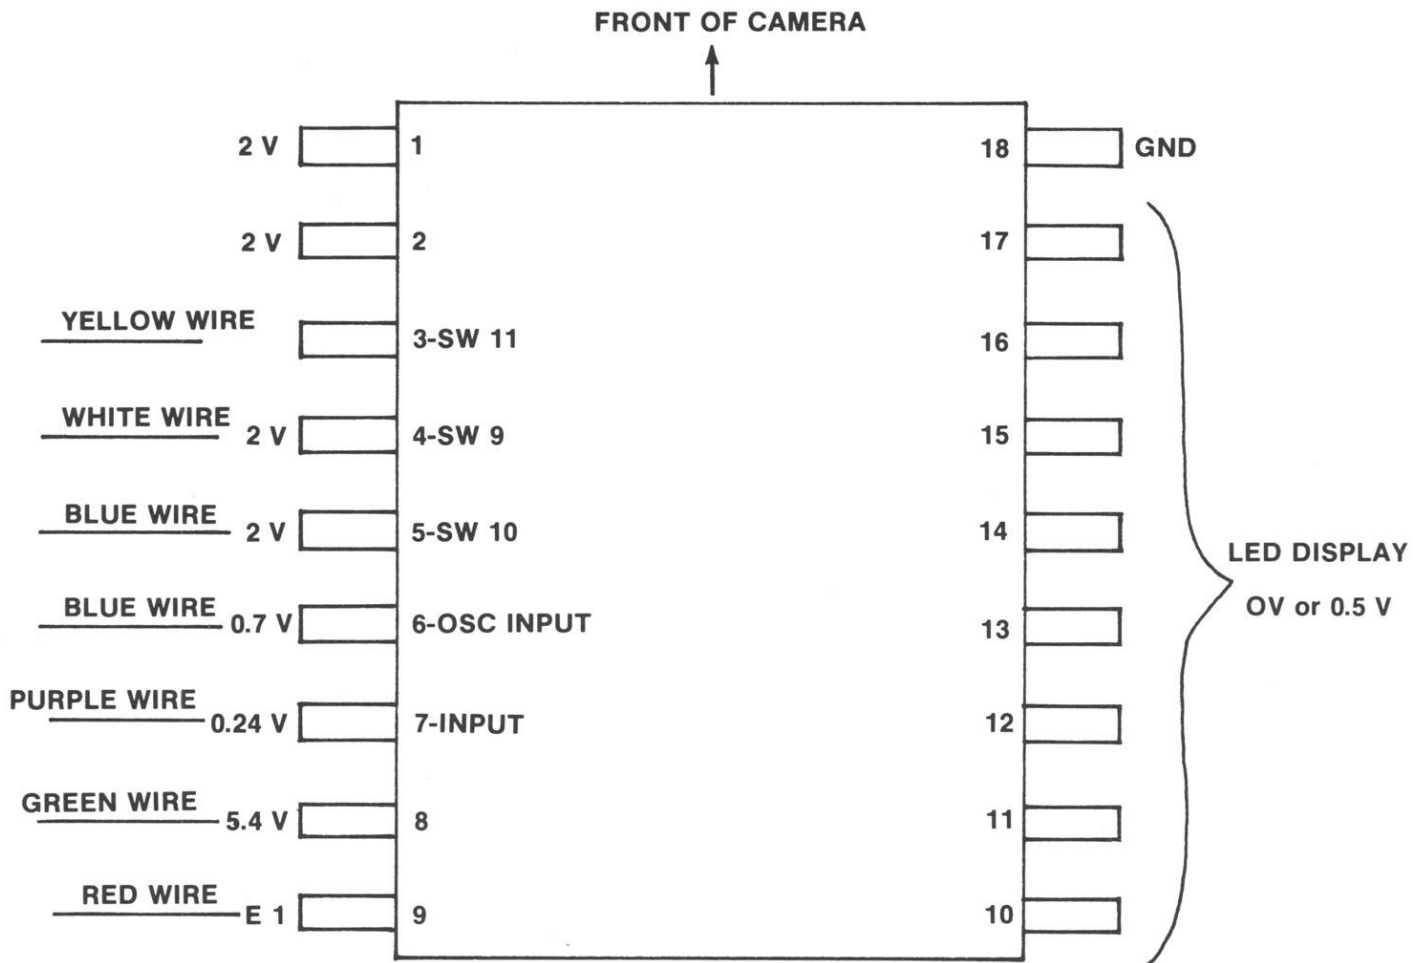 FRONT OF CAMERA
2 V 1 18 GND
2 V 2 17
YELLOW WIRE 3-SW 11 16
WHITE WIRE 2 V 4-SW 9 15
BLUE WIRE 2 V 5-SW 10 14
LED DISPLAY
OV or 0.5 V
BLUE WIRE 0.7 V 6-OSC INPUT 13
PURPLE WIRE 0.24 V 7-INPUT 12
GREEN WIRE 5.4 V 8 11
RED WIRE E 1 9 10